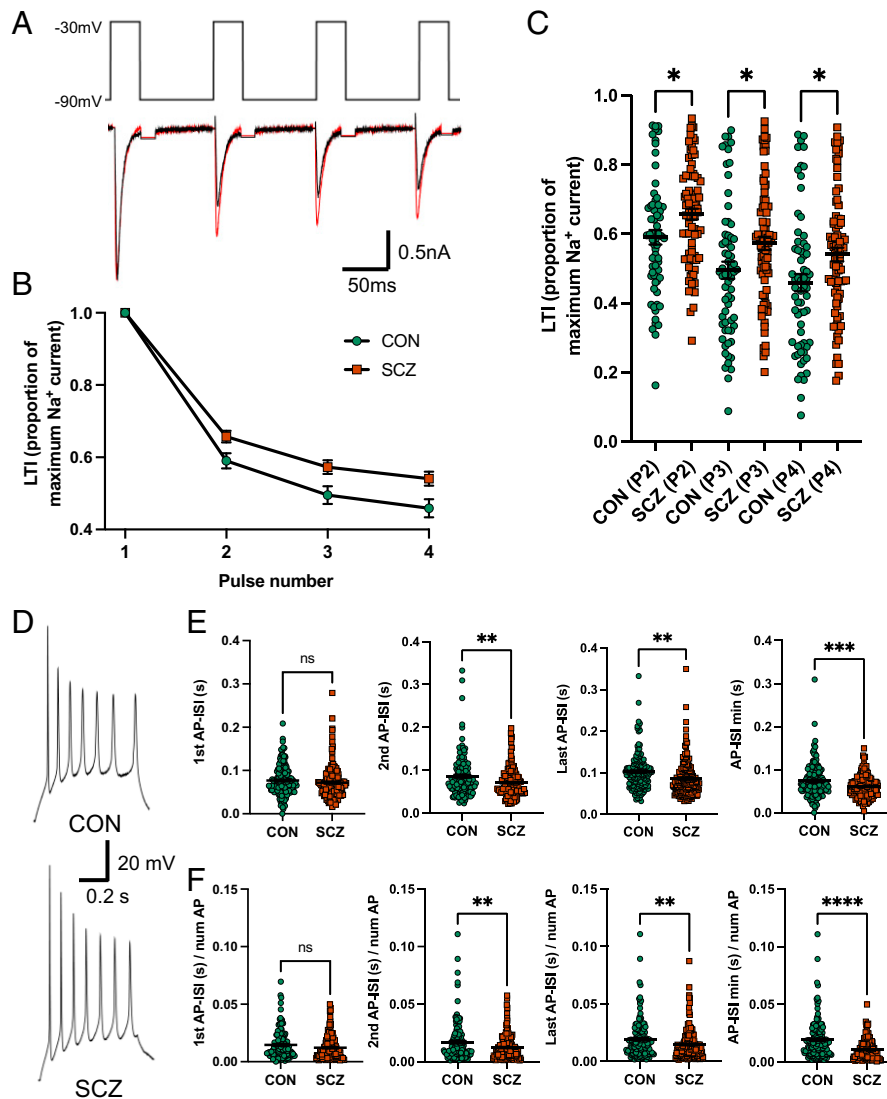 A
-30mV
-90mV
0.5nA
50ms
B
LTI (proportion of
maximum Na+ current)
1.0
0.8
0.6
0.4
1 2 3 4
Pulse number
CON
SCZ
C
* * *
LTI (proportion of
maximum Na+ current)
1.0
0.8
0.6
0.4
0.2
0.0
CON (P2)
SCZ (P2)
CON (P3)
SCZ (P3)
CON (P4)
SCZ (P4)
D
CON
20 mV
0.2 s
SCZ
E
1st AP-ISI (s)
0.4
0.3
0.2
0.1
0.0
ns
CON SCZ
2nd AP-ISI (s)
0.4
0.3
0.2
0.1
0.0
**
CON SCZ
Last AP-ISI (s)
0.4
0.3
0.2
0.1
0.0
**
CON SCZ
AP-ISI min (s)
0.4
0.3
0.2
0.1
0.0
***
CON SCZ
F
1st AP-ISI (s) / num AP
0.15
0.10
0.05
0.00
ns
CON SCZ
2nd AP-ISI (s) / num AP
0.15
0.10
0.05
0.00
**
CON SCZ
Last AP-ISI (s) / num AP
0.15
0.10
0.05
0.00
**
CON SCZ
AP-ISI min (s) / num AP
0.15
0.10
0.05
0.00
****
CON SCZ